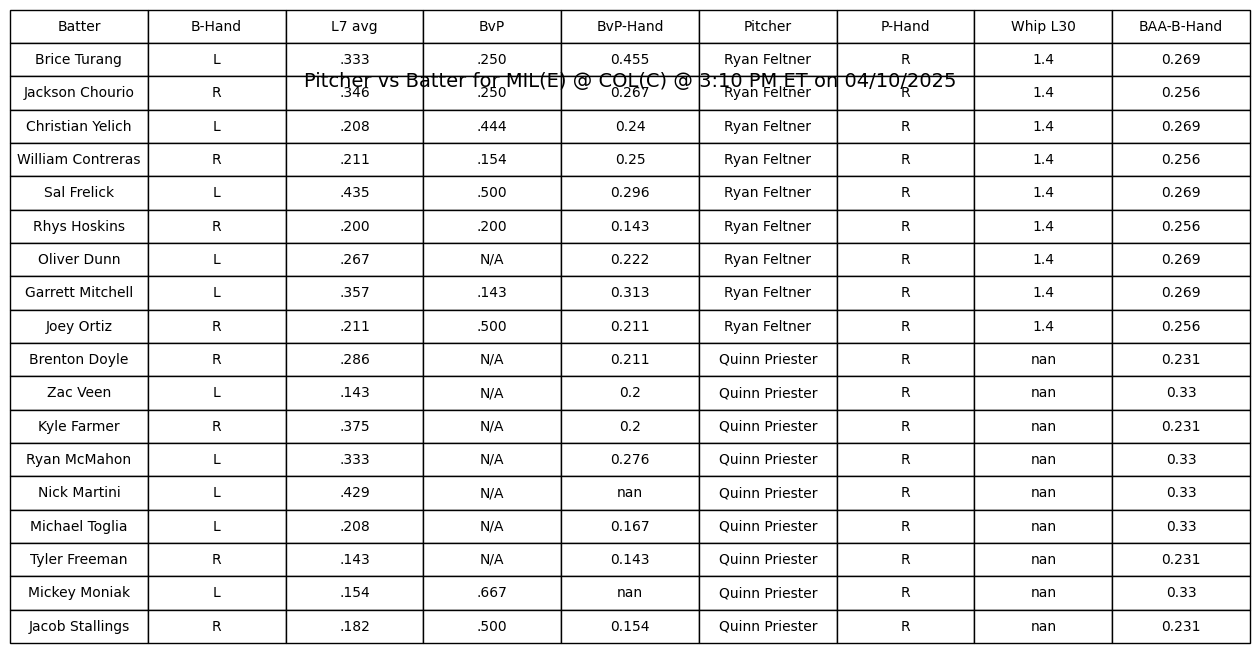 Batter B-Hand L7 avg BvP BvP-Hand Pitcher P-Hand Whip L30 BAA-B-Hand
Brice Turang L .333 .250 0.455 Ryan Feltner R 1.4 0.269
Pitcher vs Batter for MIL(E) @ COL(C) @ 3:10 PM ET on 04/10/2025
Jackson Chourio R .346 .250 0.267 Ryan Feltner R 1.4 0.256
Christian Yelich L .208 .444 0.24 Ryan Feltner R 1.4 0.269
William Contreras R .211 .154 0.25 Ryan Feltner R 1.4 0.256
Sal Frelick L .435 .500 0.296 Ryan Feltner R 1.4 0.269
Rhys Hoskins R .200 .200 0.143 Ryan Feltner R 1.4 0.256
Oliver Dunn L .267 N/A 0.222 Ryan Feltner R 1.4 0.269
Garrett Mitchell L .357 .143 0.313 Ryan Feltner R 1.4 0.269
Joey Ortiz R .211 .500 0.211 Ryan Feltner R 1.4 0.256
Brenton Doyle R .286 N/A 0.211 Quinn Priester R nan 0.231
Zac Veen L .143 N/A 0.2 Quinn Priester R nan 0.33
Kyle Farmer R .375 N/A 0.2 Quinn Priester R nan 0.231
Ryan McMahon L .333 N/A 0.276 Quinn Priester R nan 0.33
Nick Martini L .429 N/A nan Quinn Priester R nan 0.33
Michael Toglia L .208 N/A 0.167 Quinn Priester R nan 0.33
Tyler Freeman R .143 N/A 0.143 Quinn Priester R nan 0.231
Mickey Moniak L .154 .667 nan Quinn Priester R nan 0.33
Jacob Stallings R .182 .500 0.154 Quinn Priester R nan 0.231